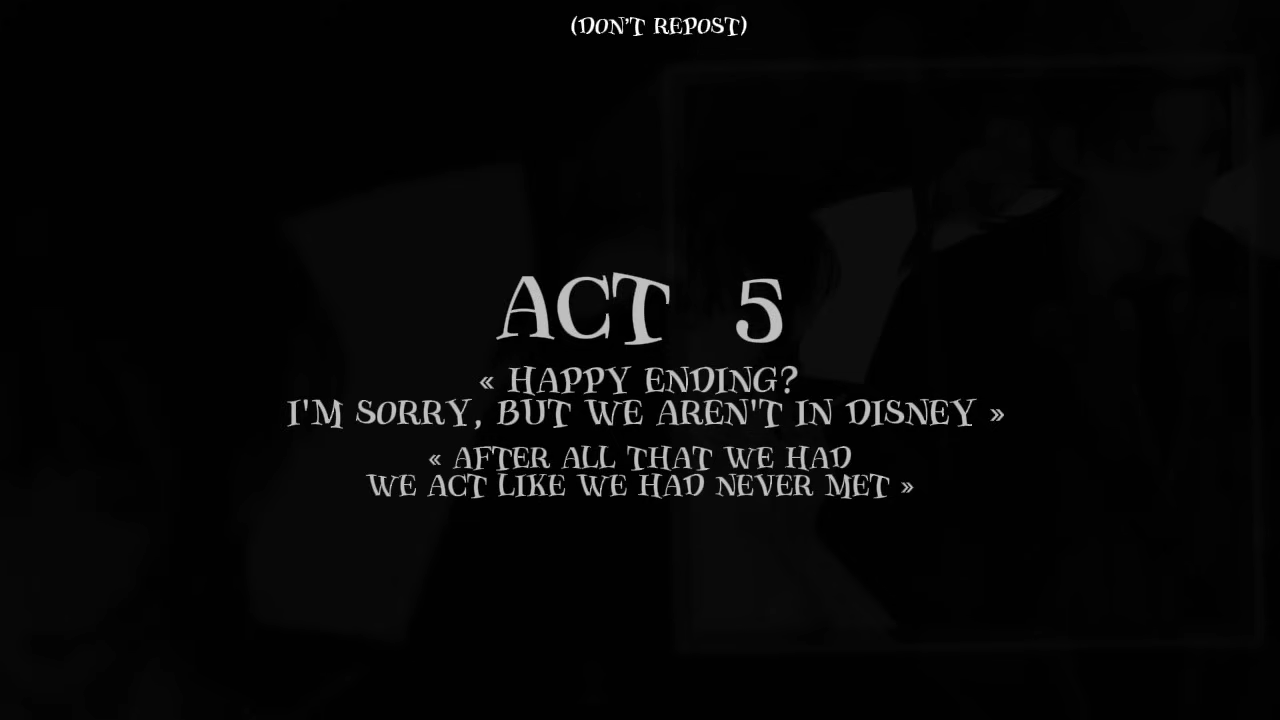 (DON'T REPOST)
ACT 5
« HAPPY ENDING?
I'M SORRY, BUT WE AREN'T IN DISNEY »
« AFTER ALL THAT WE HAD
WE ACT LIKE WE HAD NEVER MET »